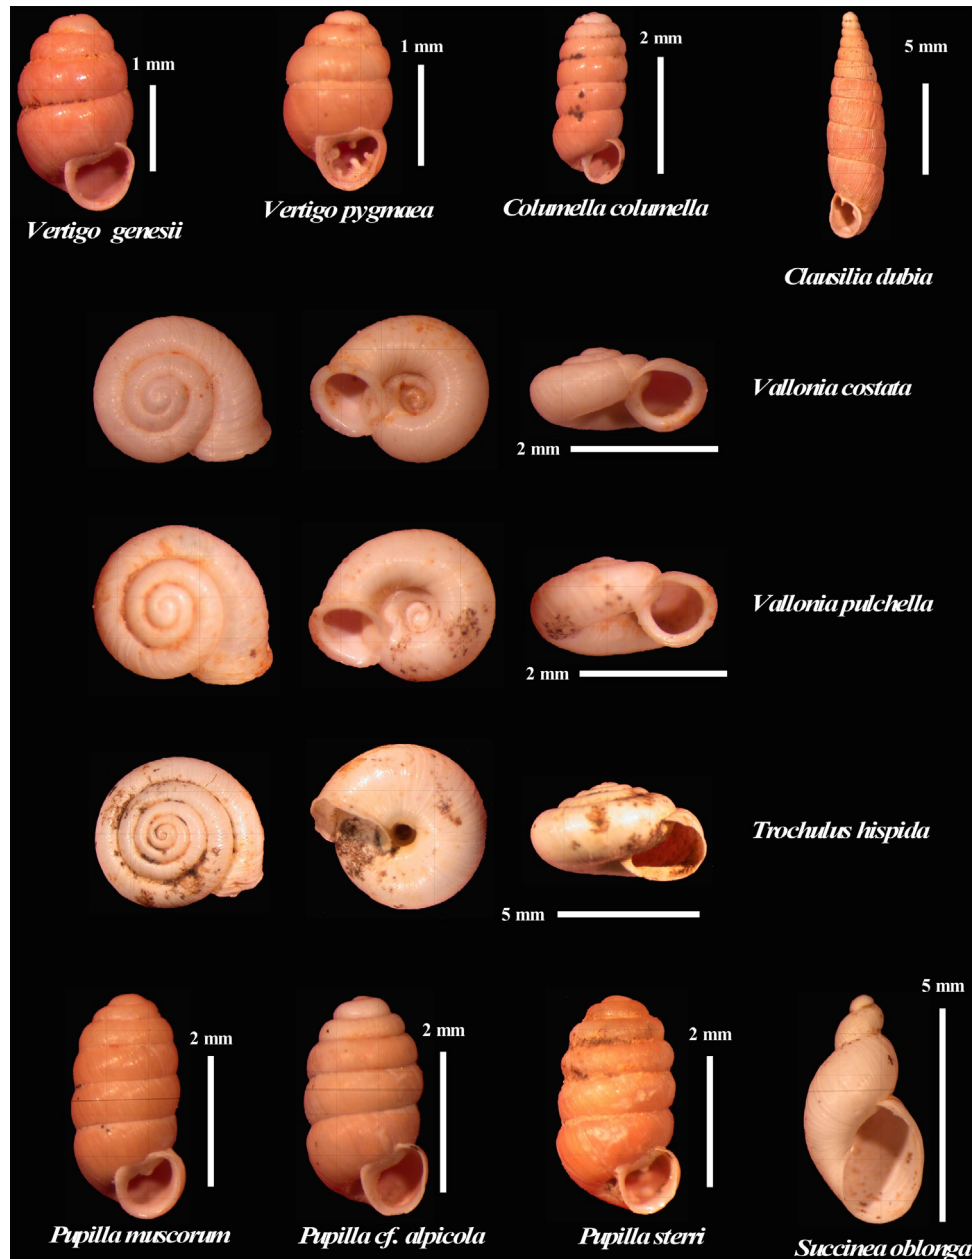 1 mm
1 mm
2 mm
5 mm
Vertigo genesii
Vertigo pygmaea
Columella columella
Clausilia dubia
Vallonia costata
2 mm
Vallonia pulchella
2 mm
Trochulus hispida
5 mm
2 mm
2 mm
2 mm
5 mm
Pupilla muscorum
Pupilla cf. alpicola
Pupilla sterri
Succinea oblonga